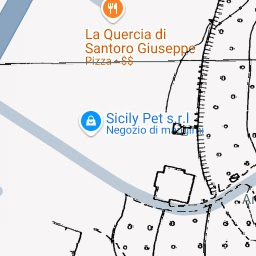 La Quercia di
Santoro Giuseppe
Pizza • $$
Sicily Pet s.r.l
Negozio di mangimi